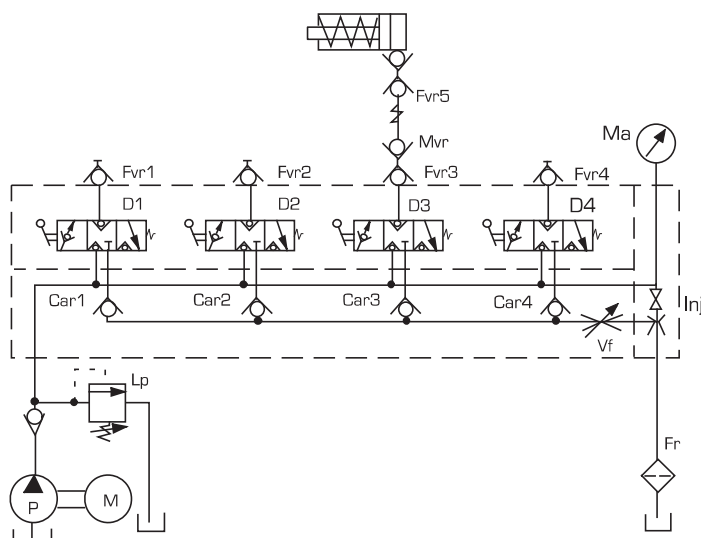 Fvr5
Ma
Mvr
Fvr1
Fvr2
Fvr3
Fvr4
D1
D2
D3
D4
Car1
Car2
Car3
Car4
Inj
Vf
Lp
Fr
P
M